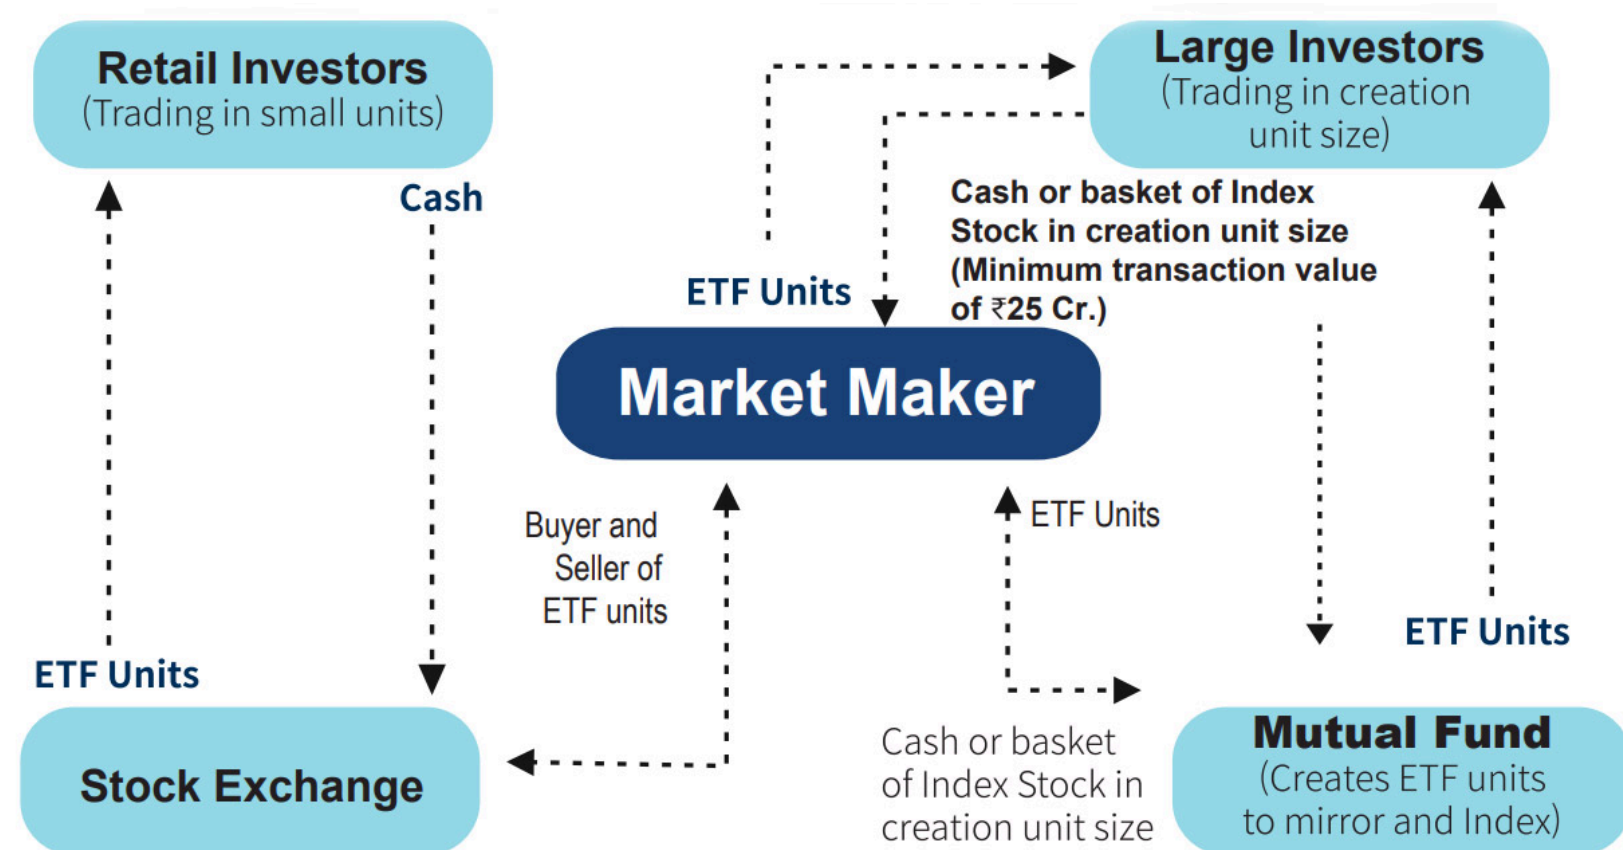 Retail Investors
(Trading in small units)
Large Investors
(Trading in creation
unit size)
Cash
Cash or basket of Index
Stock in creation unit size
(Minimum transaction value
of ₹25 Cr.)
ETF Units
Market Maker
Buyer and
Seller of
ETF units
ETF Units
ETF Units
ETF Units
Stock Exchange
Cash or basket
of Index Stock in
creation unit size
Mutual Fund
(Creates ETF units
to mirror and Index)